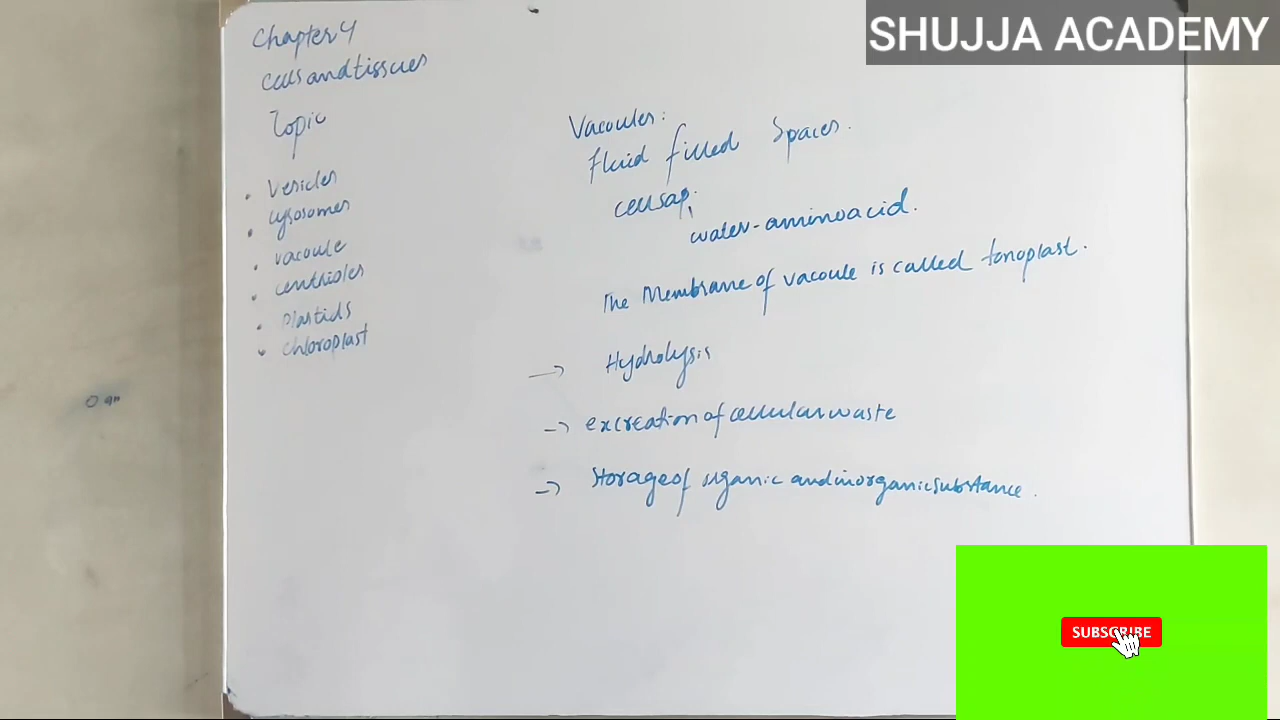 SHUJJA ACADEMY
Chapter 4
cells and tissues
Topic
• Vesicles
• Lysosomes
• vacoule
• centrioles
• Plastids
• chloroplast
Vacoules:
fluid filled Spaces.
cellsap.
water-aminoacid.
The Membrane of vacoule is called tonoplast.
→ Hydrolysis
→ excreation of cellular waste
→ Storage of organic and inorganic substance.
SUBSCRIBE